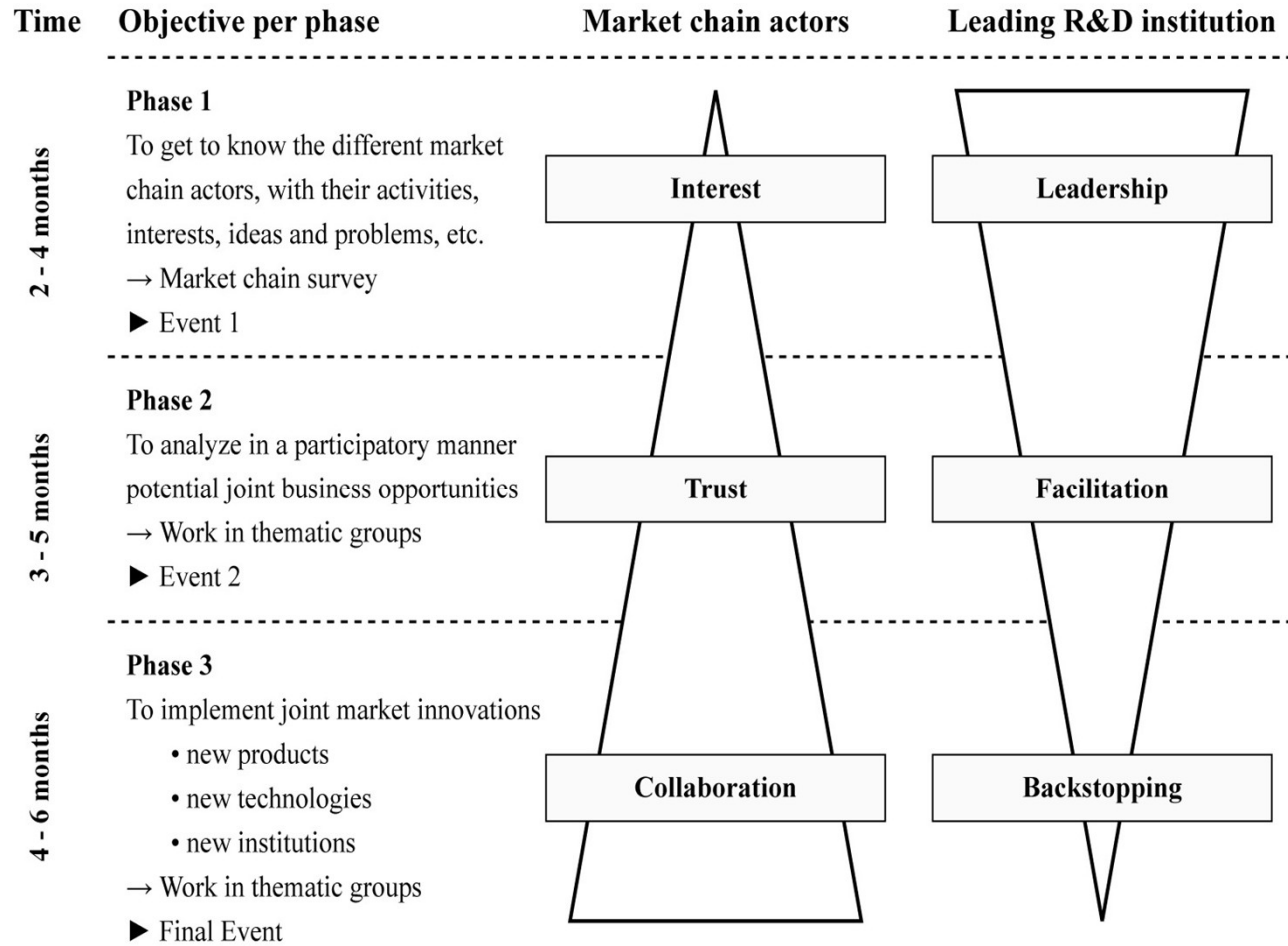 Time Objective per phase Market chain actors Leading R&D institution
2 - 4 months
Phase 1
To get to know the different market
chain actors, with their activities,
interests, ideas and problems, etc.
→ Market chain survey
▶ Event 1
Interest
Leadership
3 - 5 months
Phase 2
To analyze in a participatory manner
potential joint business opportunities
→ Work in thematic groups
▶ Event 2
Trust
Facilitation
4 - 6 months
Phase 3
To implement joint market innovations
• new products
• new technologies
• new institutions
→ Work in thematic groups
▶ Final Event
Collaboration
Backstopping